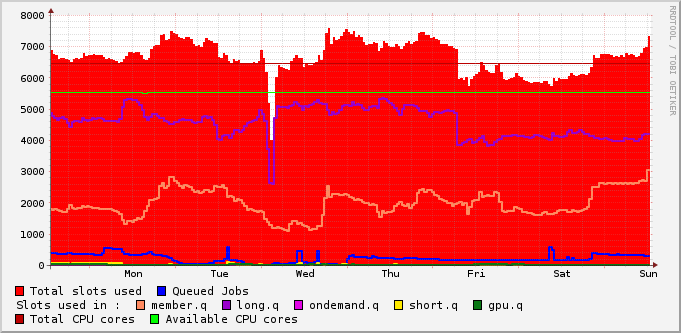 8000
7000
6000
5000
4000
3000
2000
1000
0
Mon Tue Wed Thu Fri Sat Sun
RRDTOOL / TOBI OETIKER
Total slots used Queued Jobs
Slots used in : member.q long.q ondemand.q short.q gpu.q
Total CPU cores Available CPU cores